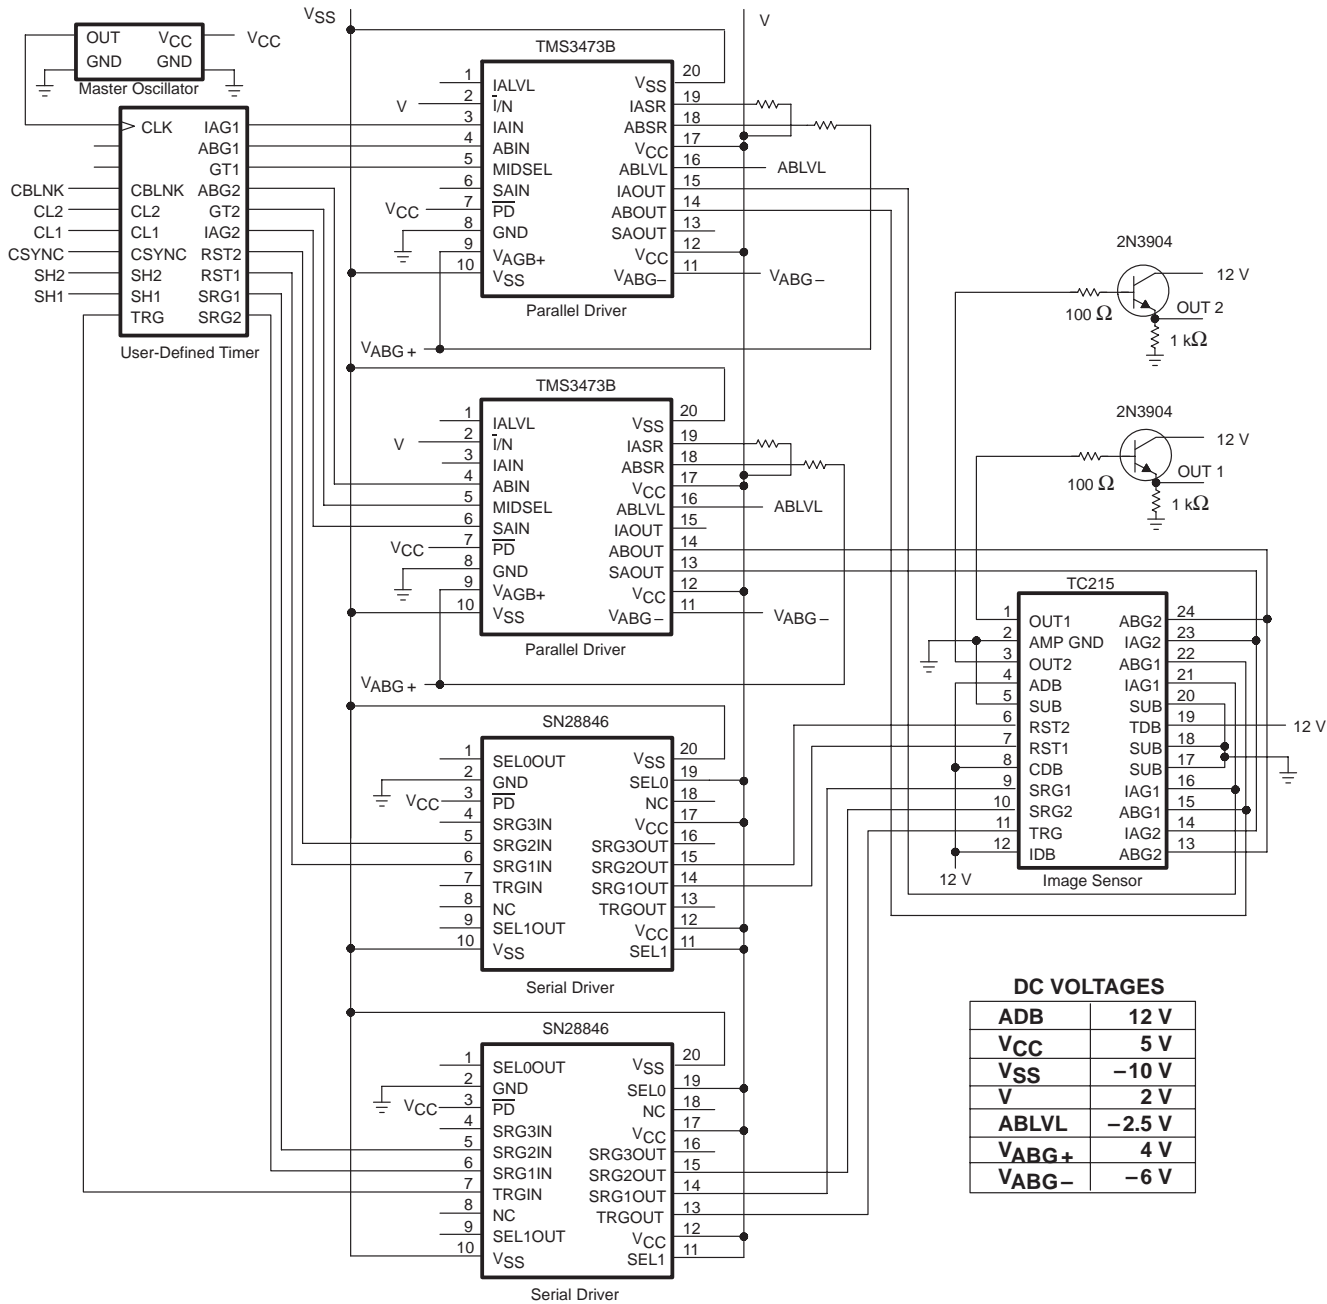 VSS
V
OUT VCC
GND GND
VCC
Master Oscillator
CLK IAG1
ABG1
GT1
CBLNK CBLNK ABG2
CL2 CL2 GT2
CL1 CL1 IAG2
CSYNC CSYNC RST2
SH2 SH2 RST1
SH1 SH1 SRG1
TRG SRG2
User-Defined Timer
TMS3473B
1 IALVL VSS 20
V 2 I/N IASR 19
3 IAIN ABSR 18
4 ABIN VCC 17
5 MIDSEL ABLVL 16 ABLVL
6 SAIN IAOUT 15
VCC 7 PD ABOUT 14
8 GND SAOUT 13
9 VAGB+ VCC 12
10 VSS VABG– 11 VABG–
Parallel Driver
VABG+
TMS3473B
1 IALVL VSS 20
V 2 I/N IASR 19
3 IAIN ABSR 18
4 ABIN VCC 17
5 MIDSEL ABLVL 16 ABLVL
6 SAIN IAOUT 15
VCC 7 PD ABOUT 14
8 GND SAOUT 13
9 VAGB+ VCC 12
10 VSS VABG– 11 VABG–
Parallel Driver
VABG+
SN28846
1 SEL0OUT VSS 20
2 GND SEL0 19
VCC 3 PD NC 18
4 SRG3IN VCC 17
5 SRG2IN SRG3OUT 16
6 SRG1IN SRG2OUT 15
7 TRGIN SRG1OUT 14
8 NC TRGOUT 13
9 SEL1OUT VCC 12
10 VSS SEL1 11
Serial Driver
SN28846
1 SEL0OUT VSS 20
2 GND SEL0 19
VCC 3 PD NC 18
4 SRG3IN VCC 17
5 SRG2IN SRG3OUT 16
6 SRG1IN SRG2OUT 15
7 TRGIN SRG1OUT 14
8 NC TRGOUT 13
9 SEL1OUT VCC 12
10 VSS SEL1 11
Serial Driver
2N3904
12 V
100 Ω
OUT 2
1 kΩ
2N3904
12 V
100 Ω
OUT 1
1 kΩ
TC215
1 OUT1 ABG2 24
2 AMP GND IAG2 23
3 OUT2 ABG1 22
4 ADB IAG1 21
5 SUB SUB 20
6 RST2 TDB 19 12 V
7 RST1 SUB 18
8 CDB SUB 17
9 SRG1 IAG1 16
10 SRG2 ABG1 15
11 TRG IAG2 14
12 IDB ABG2 13
12 V
Image Sensor
DC VOLTAGES
ADB 12 V
VCC 5 V
VSS –10 V
V 2 V
ABLVL –2.5 V
VABG+ 4 V
VABG– –6 V